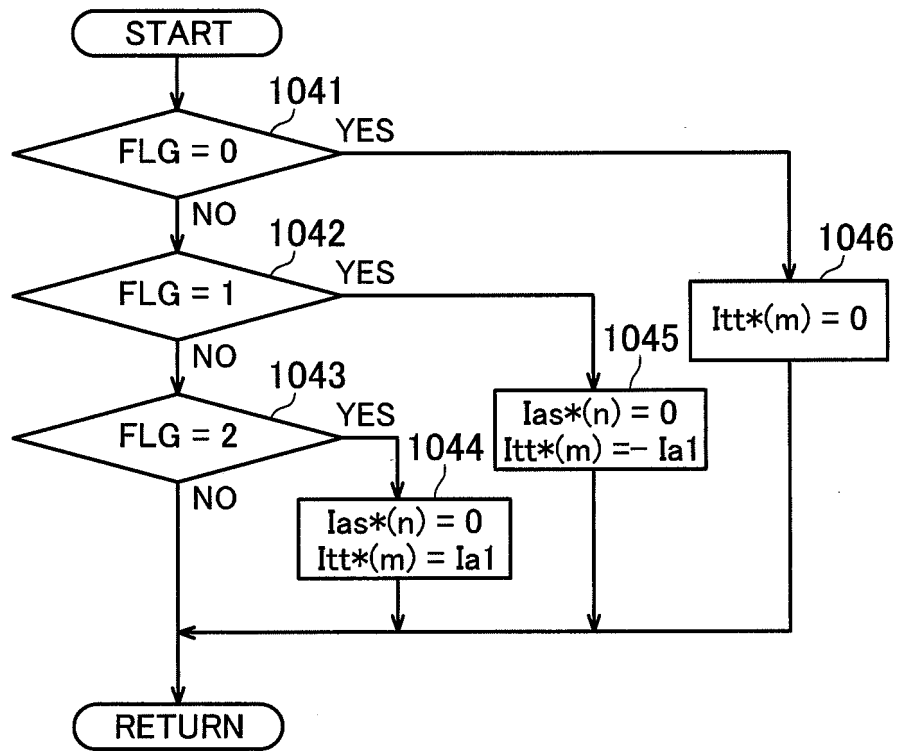 START
1041
FLG = 0
YES
NO
1042
FLG = 1
YES
NO
1043
FLG = 2
YES
NO
1044
Ias*(n) = 0
Itt*(m) = Ia1
1045
Ias*(n) = 0
Itt*(m) =- Ia1
1046
Itt*(m) = 0
RETURN